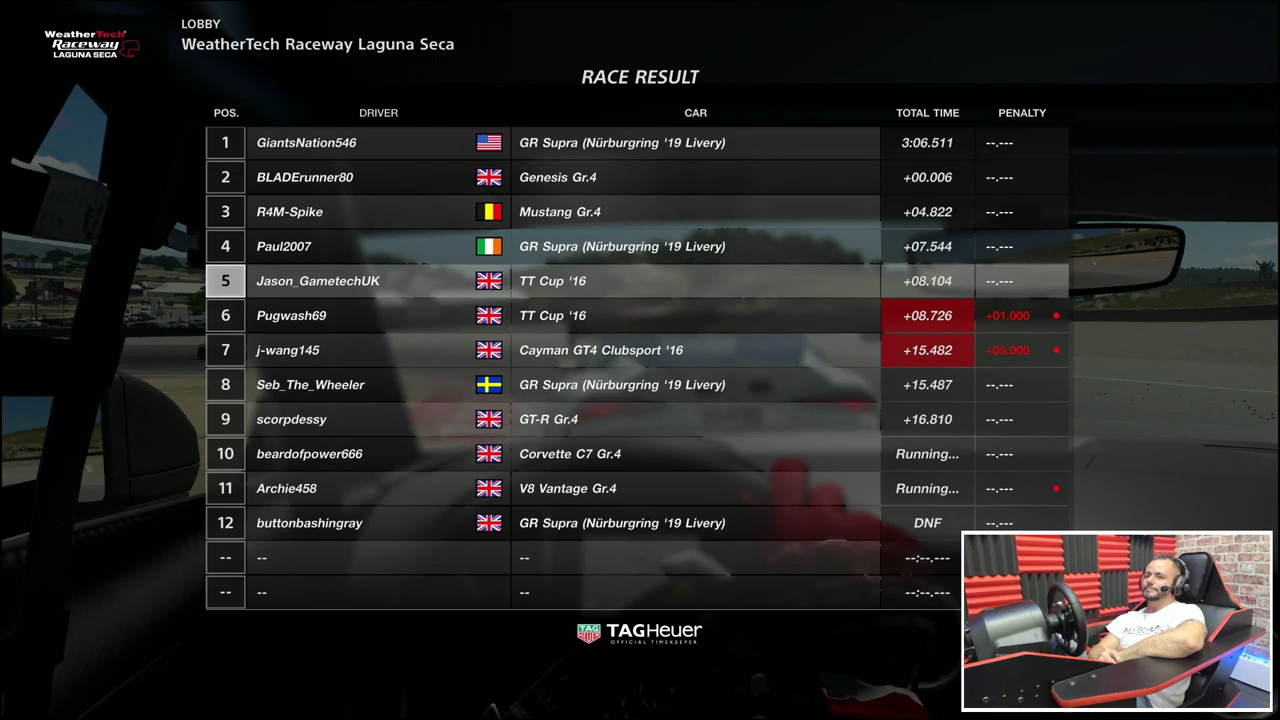 LOBBY
WeatherTech Raceway Laguna Seca
WeatherTech
Raceway
LAGUNA SECA
RACE RESULT
POS. DRIVER CAR TOTAL TIME PENALTY
1 GiantsNation546 GR Supra (Nürburgring '19 Livery) 3:06.511 --.---
2 BLADErunner80 Genesis Gr.4 +00.006 --.---
3 R4M-Spike Mustang Gr.4 +04.822 --.---
4 Paul2007 GR Supra (Nürburgring '19 Livery) +07.544 --.---
5 Jason_GametechUK TT Cup '16 +08.104 --.---
6 Pugwash69 TT Cup '16 +08.726 +01.000
7 j-wang145 Cayman GT4 Clubsport '16 +15.482 +05.000
8 Seb_The_Wheeler GR Supra (Nürburgring '19 Livery) +15.487 --.---
9 scorpdessy GT-R Gr.4 +16.810 --.---
10 beardofpower666 Corvette C7 Gr.4 Running... --.---
11 Archie458 V8 Vantage Gr.4 Running... --.---
12 buttonbashingray GR Supra (Nürburgring '19 Livery) DNF --.---
-- -- -- --:--.---
-- -- -- --:--.---
TAG HEUER TAGHeuer
OFFICIAL TIMEKEEPER